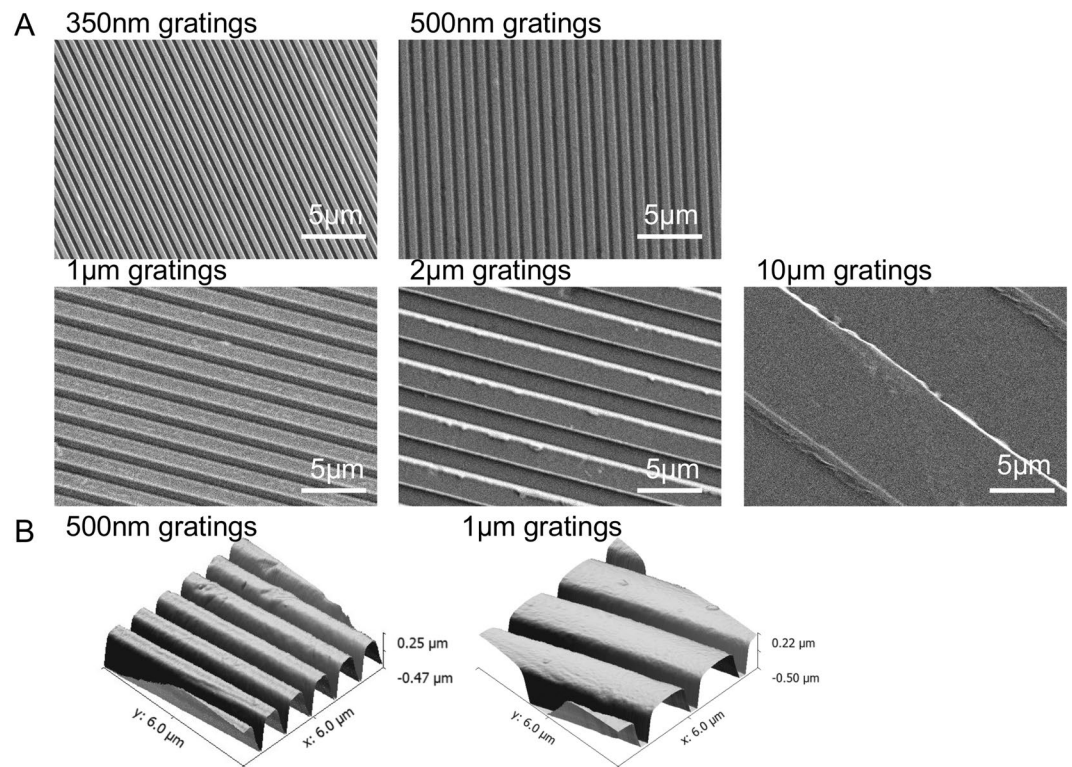 A
350nm gratings
500nm gratings
5μm
5μm
1μm gratings
2μm gratings
10μm gratings
5μm
5μm
5μm
B
500nm gratings
1μm gratings
0.25 μm
-0.47 μm
y: 6.0 μm
x: 6.0 μm
0.22 μm
-0.50 μm
y: 6.0 μm
x: 6.0 μm